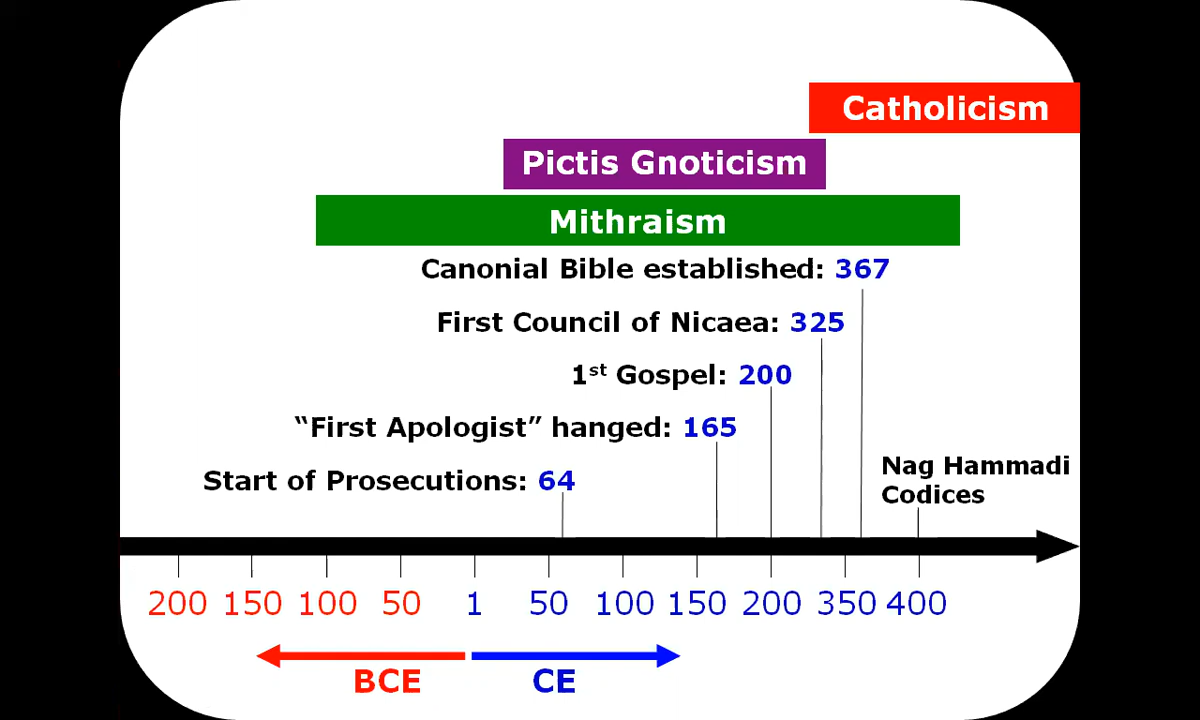 Catholicism
Pictis Gnoticism
Mithraism
Canonial Bible established: 367
First Council of Nicaea: 325
1st Gospel: 200
“First Apologist” hanged: 165
Start of Prosecutions: 64
Nag Hammadi
Codices
200 150 100 50 1 50 100 150 200 350 400
BCE CE